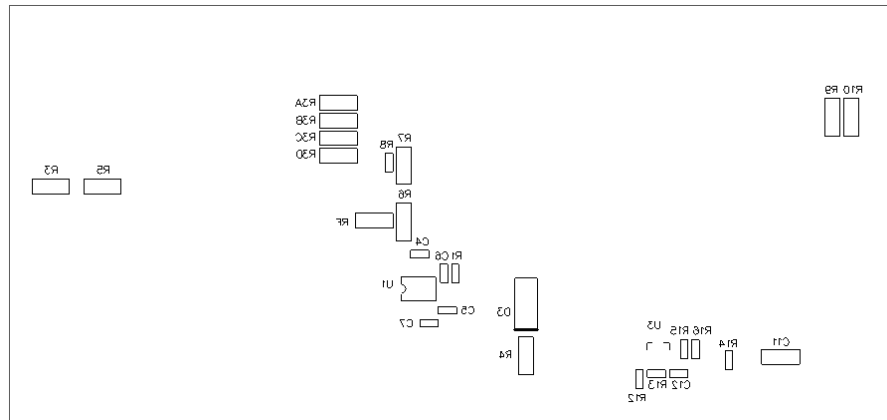 R9 R10
R3A
R3B
R3C
R3D
R8 R7
R3 R5
R6
RF
C4
C6 R1
U1
C5
D3
C7
U3
R15 R16
R4
R14
C11
R13 C12
R12